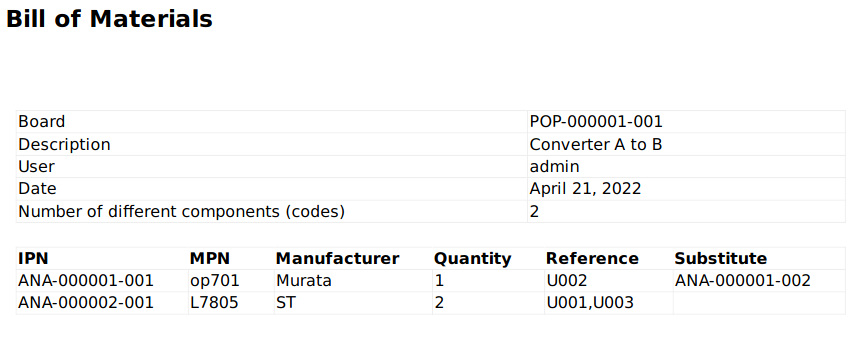 Bill of Materials
Board POP-000001-001
Description Converter A to B
User admin
Date April 21, 2022
Number of different components (codes) 2
IPN MPN Manufacturer Quantity Reference Substitute
ANA-000001-001 op701 Murata 1 U002 ANA-000001-002
ANA-000002-001 L7805 ST 2 U001,U003